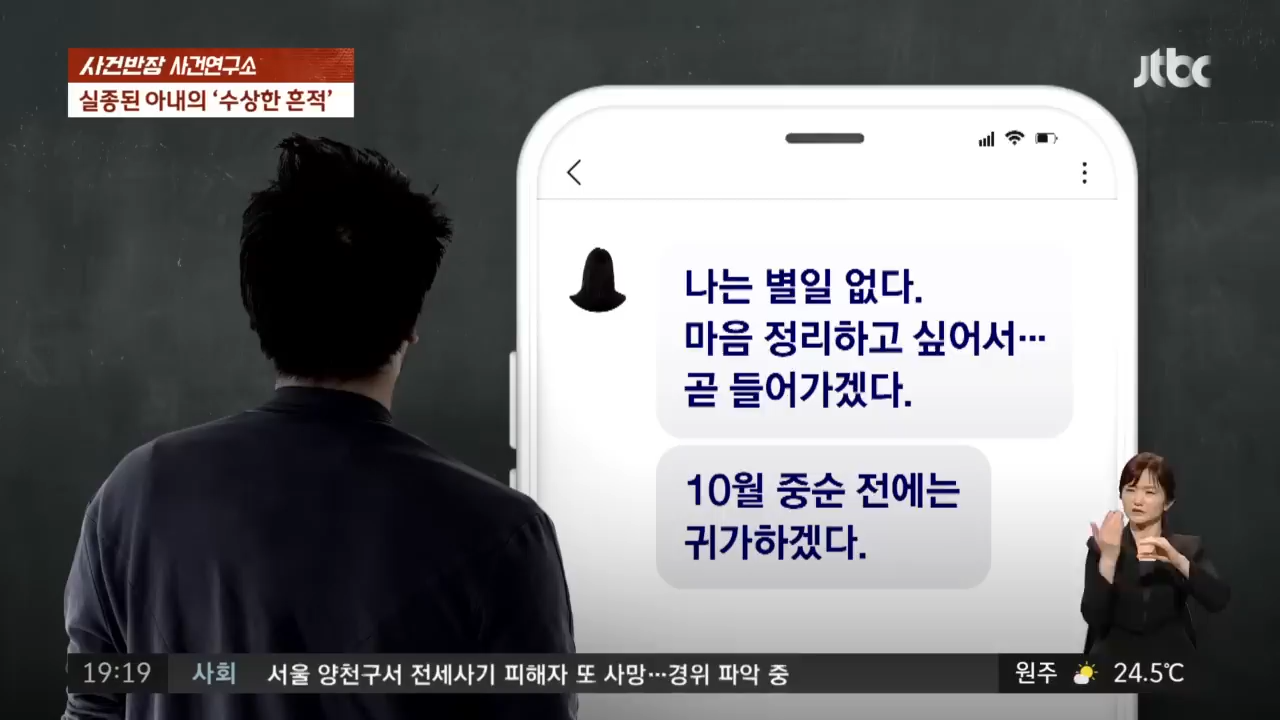 사건반장 사건연구소
실종된 아내의 ‘수상한 흔적’
jtbc
나는 별일 없다.
마음 정리하고 싶어서…
곧 들어가겠다.
10월 중순 전에는
귀가하겠다.
19:19 사회 서울 양천구서 전세사기 피해자 또 사망…경위 파악 중 원주 24.5℃